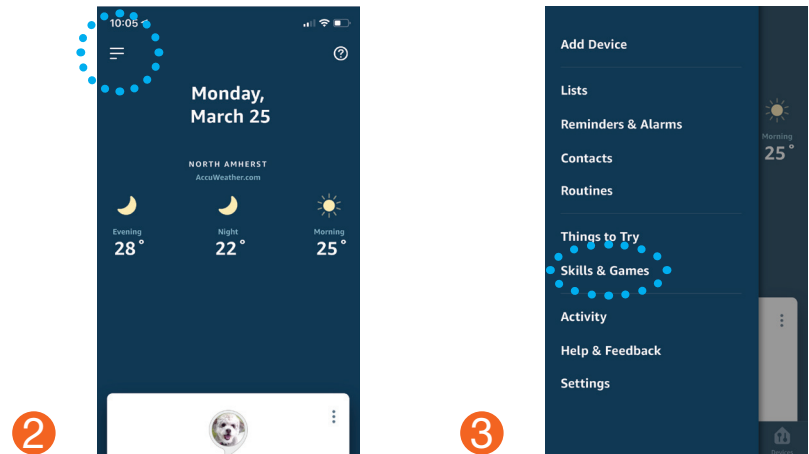 10:05
Monday,
March 25
NORTH AMHERST
AccuWeather.com
Evening
Night
Morning
28°
22°
25°
2
Add Device
Lists
Reminders & Alarms
Contacts
Routines
Things to Try
Skills & Games
Activity
Help & Feedback
Settings
Morning
25°
Devices
3